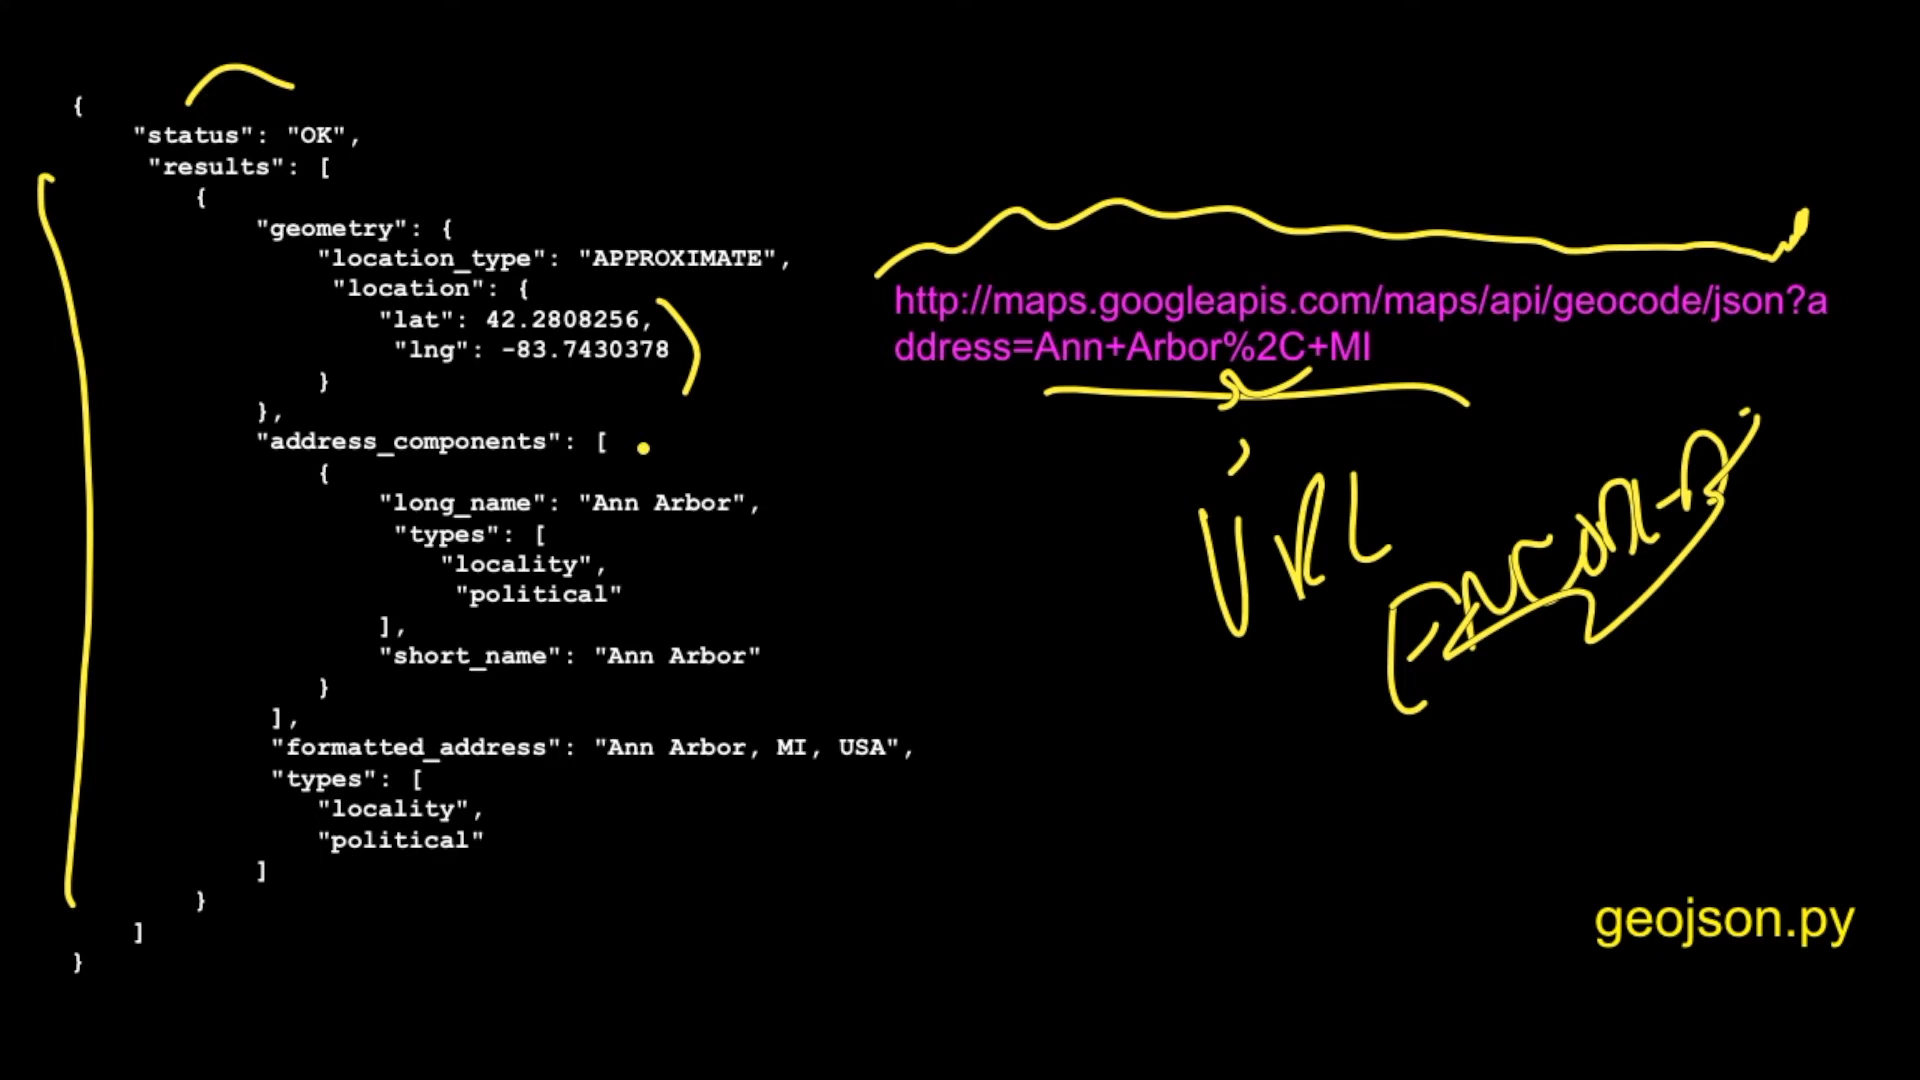 {
"status": "OK",
"results": [
{
"geometry": {
"location_type": "APPROXIMATE",
"location": {
"lat": 42.2808256,
"lng": -83.7430378
}
},
"address_components": [
{
"long_name": "Ann Arbor",
"types": [
"locality",
"political"
],
"short_name": "Ann Arbor"
}
],
"formatted_address": "Ann Arbor, MI, USA",
"types": [
"locality",
"political"
]
}
]
}
http://maps.googleapis.com/maps/api/geocode/json?a
ddress=Ann+Arbor%2C+MI
URL
geojson.py